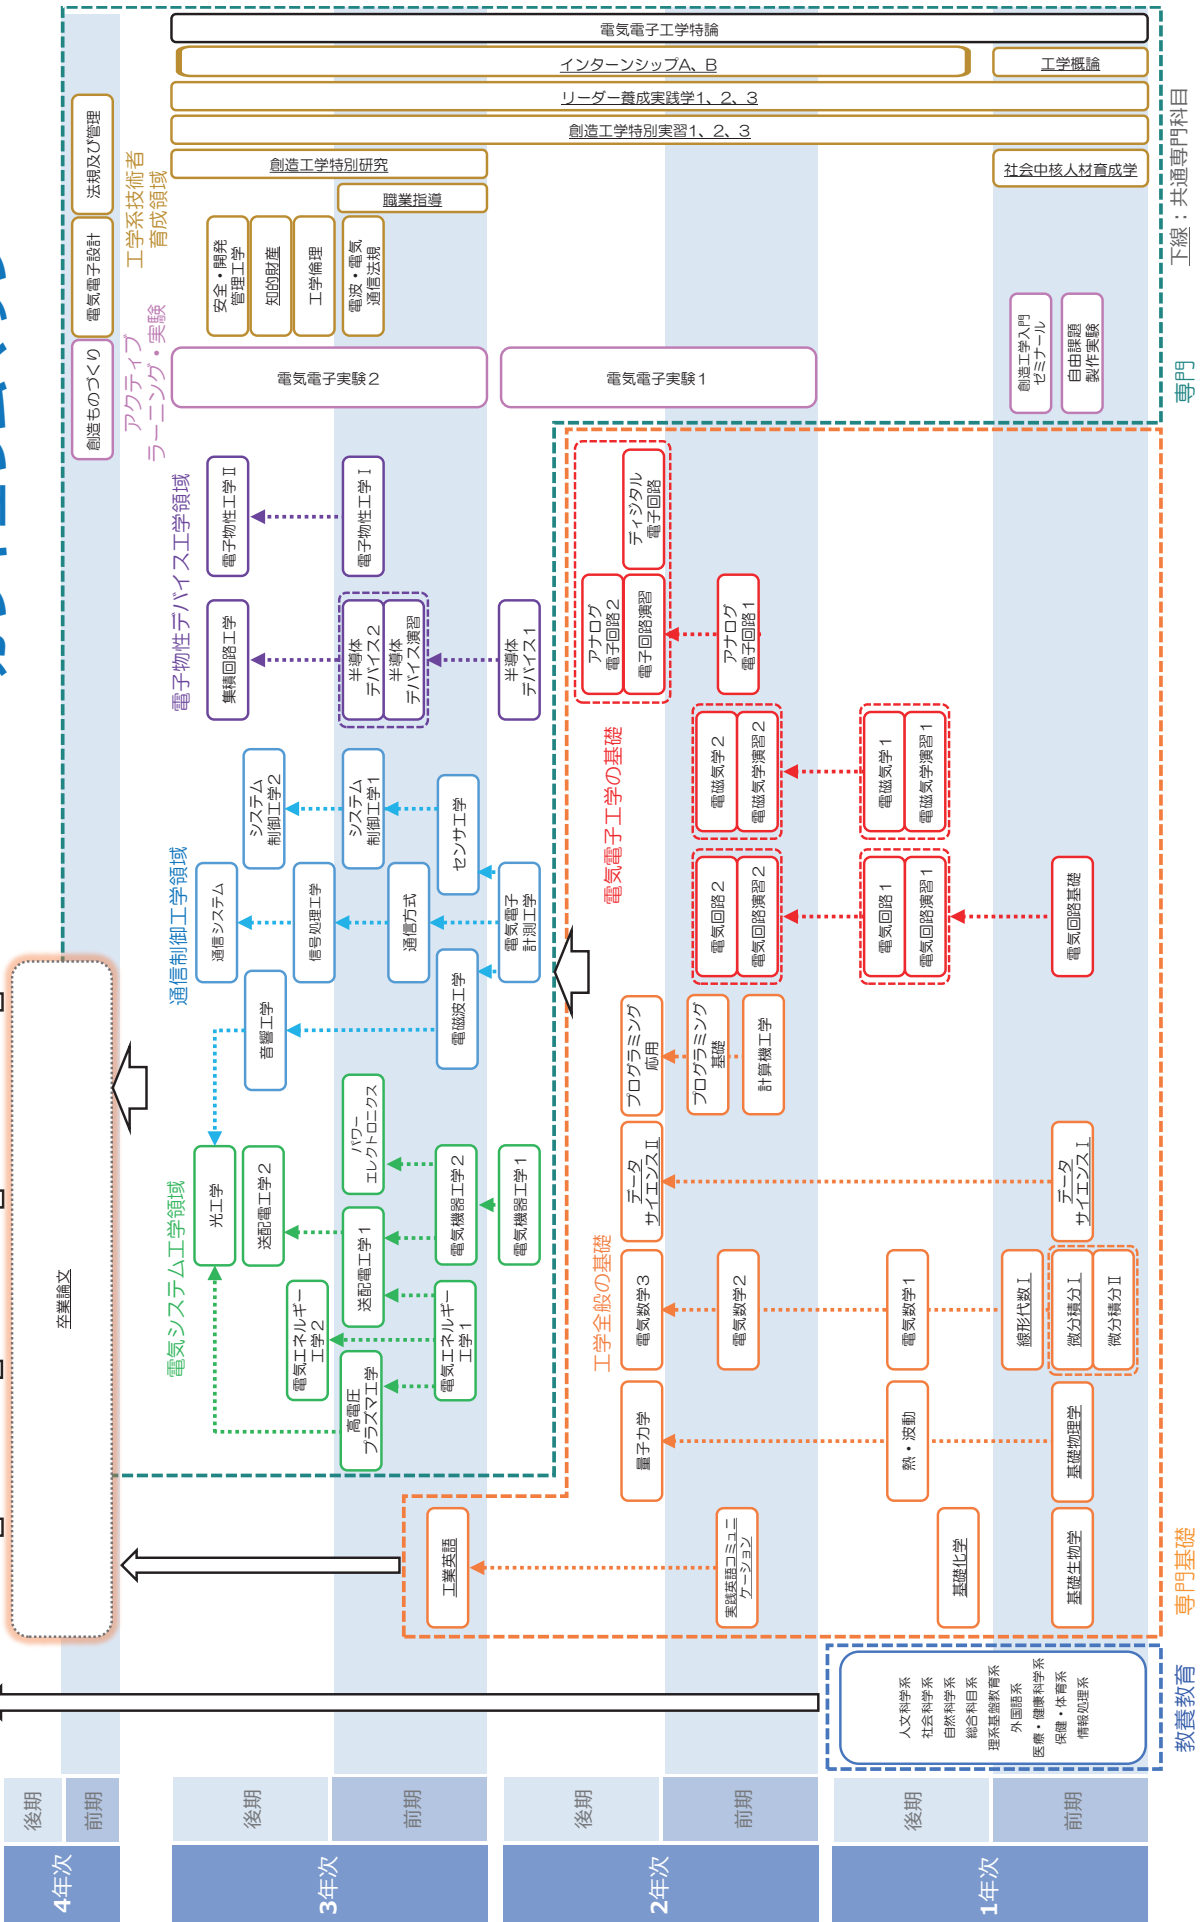 電気電子工学特論
インターンシップA、B
工学概論
リーダー養成実践学1、2、3
創造工学特別実習1、2、3
創造工学特別研究
社会中核人材育成学
職業指導
法規及び管理
電気電子設計
創造ものづくり
工学系技術者
育成領域
アクティブ
ラーニング・実験
安全・開発
管理工学
知的財産
工学倫理
電波・電気
通信法規
下線：共通専門科目
専門
電気電子実験2
電気電子実験1
創造工学入門
ゼミナール
自由課題
製作実験
電子物性デバイス工学領域
電子物性工学Ⅱ
電子物性工学Ⅰ
集積回路工学
半導体
デバイス2
半導体
デバイス演習
半導体
デバイス1
ディジタル
電子回路
アナログ
電子回路2
電子回路演習
アナログ
電子回路1
通信制御工学領域
システム
制御工学2
システム
制御工学1
センサ工学
通信システム
信号処理工学
通信方式
電気電子
計測工学
音響工学
電磁波工学
電気電子工学の基礎
電磁気学2
電磁気学演習2
電磁気学1
電磁気学演習1
電気回路2
電気回路演習2
電気回路1
電気回路演習1
電気回路基礎
電気システム工学領域
光工学
送配電工学2
パワー
エレクトロニクス
電気機器工学2
電気機器工学1
送配電工学1
電気エネルギー
工学2
電気エネルギー
工学1
高電圧
プラズマ工学
プログラミング
応用
プログラミング
基礎
計算機工学
データ
サイエンスⅡ
データ
サイエンスⅠ
工学全般の基礎
電気数学3
電気数学2
電気数学1
線形代数Ⅰ
微分積分Ⅰ
微分積分Ⅱ
量子力学
熱・波動
基礎物理学
工業英語
実践英語コミュニ
ケーション
基礎化学
基礎生物学
専門基礎
卒業論文
人文科学系
社会科学系
自然科学系
総合科目系
理系基盤教育系
外国語系
医療・健康科学系
保健・体育系
情報処理系
教養教育
後期
前期
後期
前期
後期
前期
後期
前期
4年次
3年次
2年次
1年次